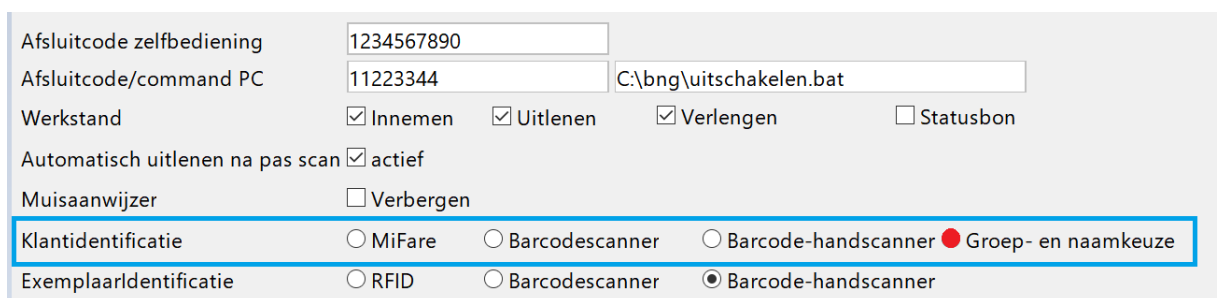 Afsluitcode zelfbediening 1234567890
Afsluitcode/command PC 11223344 C:\bng\uitschakelen.bat
Werkstand Innemen Uitlenen Verlengen Statusbon
Automatisch uitlenen na pas scan actief
Muisaanwijzer Verbergen
Klantidentificatie MiFare Barcodescanner Barcode-handscanner Groep- en naamkeuze
ExemplaarIdentificatie RFID Barcodescanner Barcode-handscanner